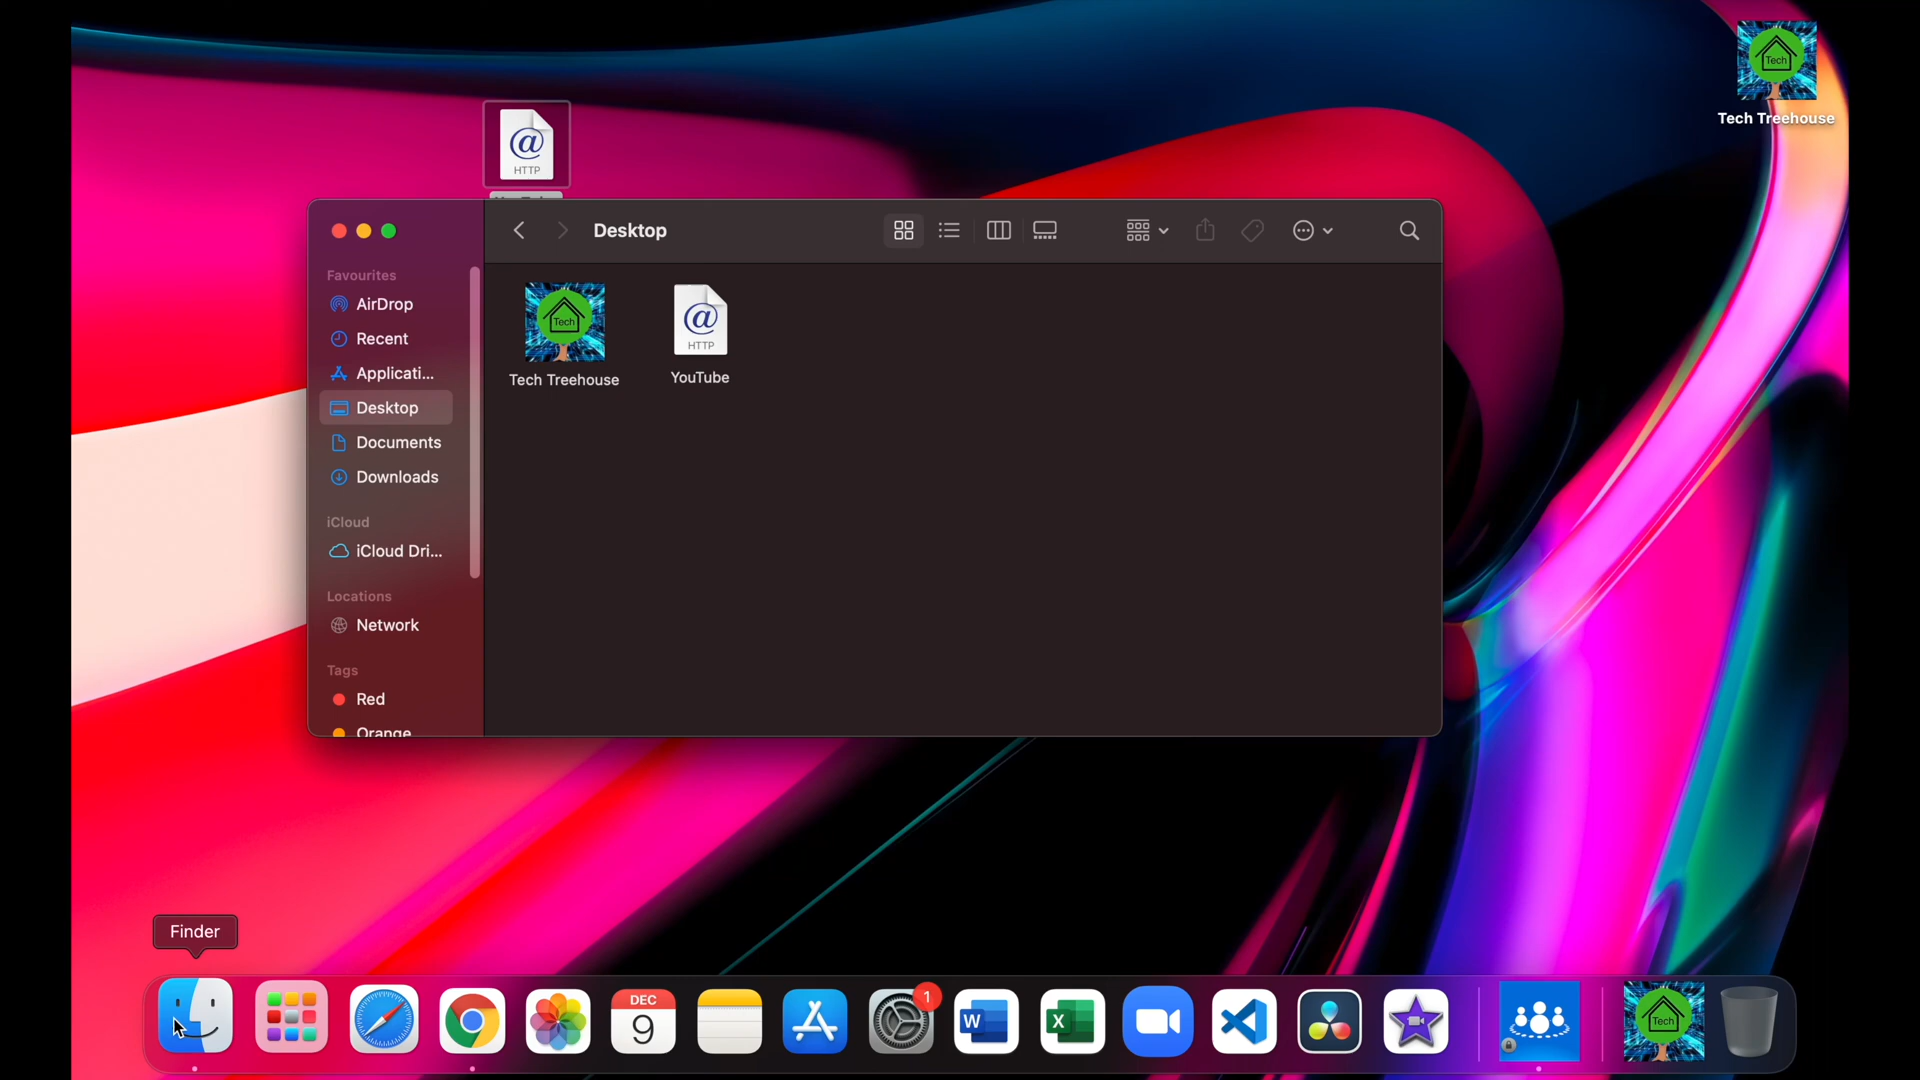 Tech
Tech Treehouse
@
HTTP
Desktop
Favourites
AirDrop
Recent
Applicati...
Desktop
Documents
Downloads
iCloud
iCloud Dri...
Locations
Network
Tags
Red
Orange
Tech
Tech Treehouse
@
HTTP
YouTube
Finder
DEC
9
1
W
X
Tech